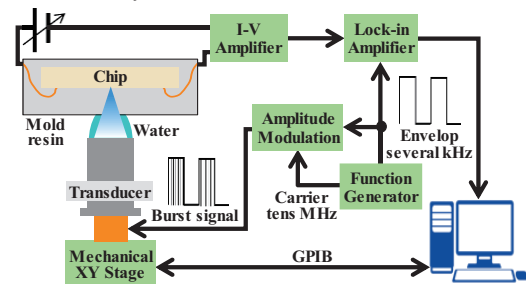 I-V
Amplifier
Lock-in
Amplifier
Chip
Mold
resin
Water
Amplitude
Modulation
Envelop
several kHz
Transducer
Burst signal
Carrier
tens MHz
Function
Generator
Mechanical
XY Stage
GPIB